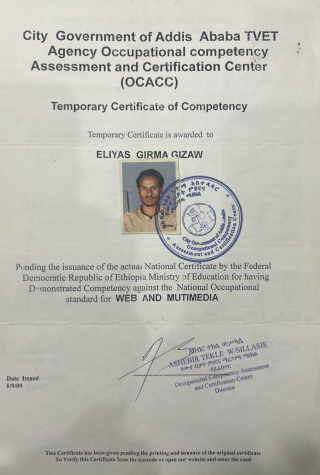 City Government of Addis Ababa TVET
Agency Occupational competency
Assessment and Certification Center
(OCACC)
Temporary Certificate of Competency
Temporary Certificate is awarded to
ELIYAS GIRMA GIZAW
City Government of Addis Ababa
Occupational Competency
Assessment and Certification Center
Pending the issuance of the actual National Certificate by the Federal
Democratic Republic of Ethiopia Ministry of Education for having
Demonstrated Competency against the National Occupational
standard for WEB AND MUTIMEDIA
ASHEBIR TEKLE W/SILLASIE
Occupational Competency Assessment
and Certification Center
Director
Date Issued
8/9/09
This Certificate has been given pending the printing and issuance of the original certificate
To Verify this Certificate Scan the barcode or open our website and enter the coed